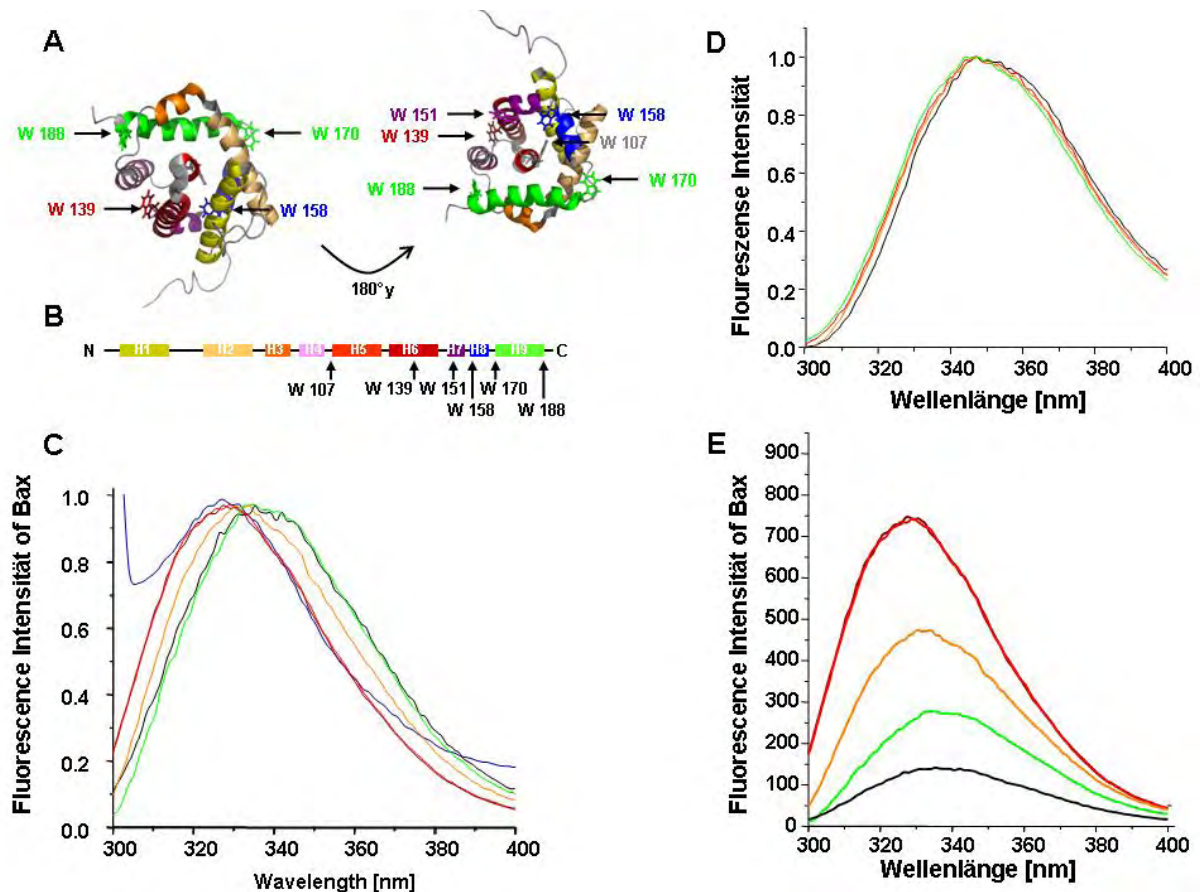 A
W 188
W 170
W 139
W 158
180°y
W 151
W 158
W 139
W 107
W 188
W 170
B
N H1 H2 H3 H4 H5 H6 H7 H8 H9 C
W 107
W 139
W 151
W 158
W 170
W 188
C
Fluorescence Intensität of Bax
1.0
0.8
0.6
0.4
0.2
0.0
300 320 340 360 380 400
Wavelength [nm]
D
Floureszense Intensität
1.0
0.8
0.6
0.4
0.2
0.0
300 320 340 360 380 400
Wellenlänge [nm]
E
Fluorescence Intensität of Bax
900
800
700
600
500
400
300
200
100
0
300 320 340 360 380 400
Wellenlänge [nm]